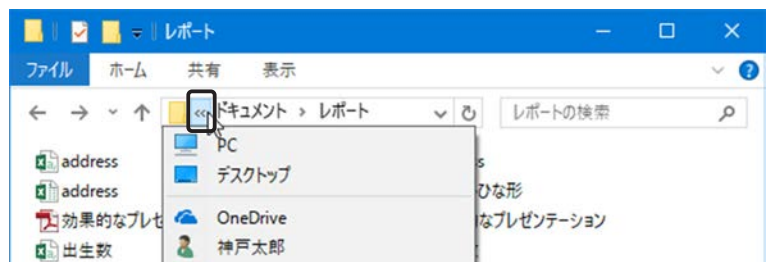 レポート
ファイル ホーム 共有 表示
« ドキュメント › レポート レポートの検索
PC
address s
デスクトップ
address ひな形
効果的なプレゼ OneDrive なプレゼンテーション
出生数 神戸太郎